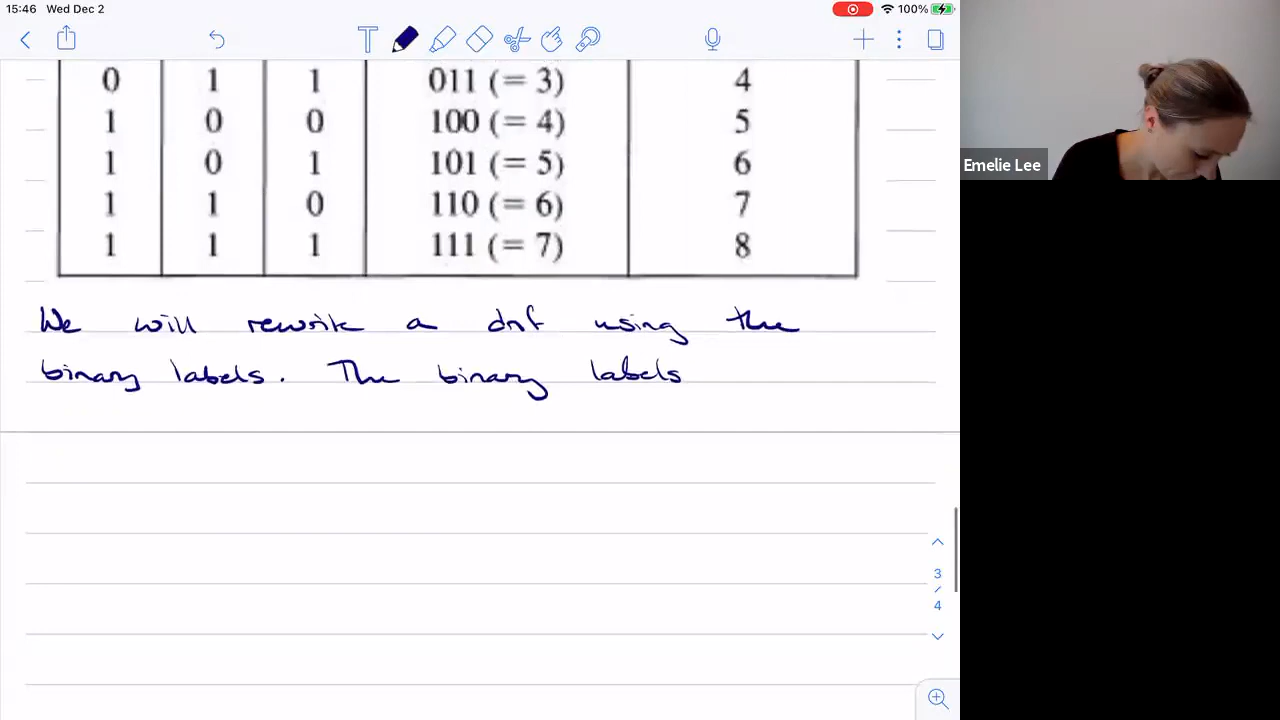 15:46 Wed Dec 2 100%
0 1 1 011 (= 3) 4
1 0 0 100 (= 4) 5
1 0 1 101 (= 5) 6
1 1 0 110 (= 6) 7
1 1 1 111 (= 7) 8
We will rewrite a dnf using the
binary labels. The binary labels
3
/
4
Emelie Lee